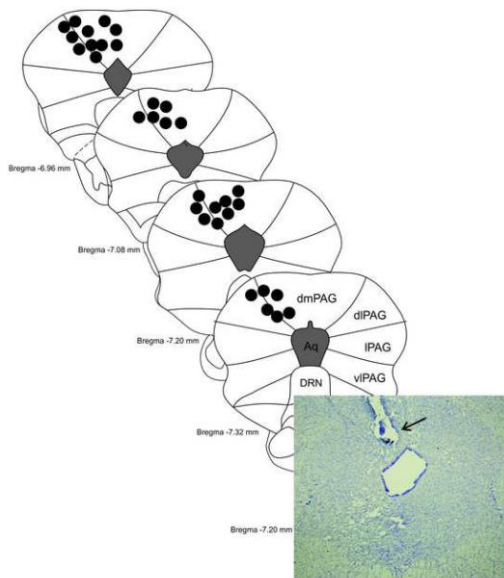 Bregma -6.96 mm
Bregma -7.08 mm
Bregma -7.20 mm
dmPAG
dlPAG
Aq
lPAG
DRN
vlPAG
Bregma -7.32 mm
Bregma -7.20 mm